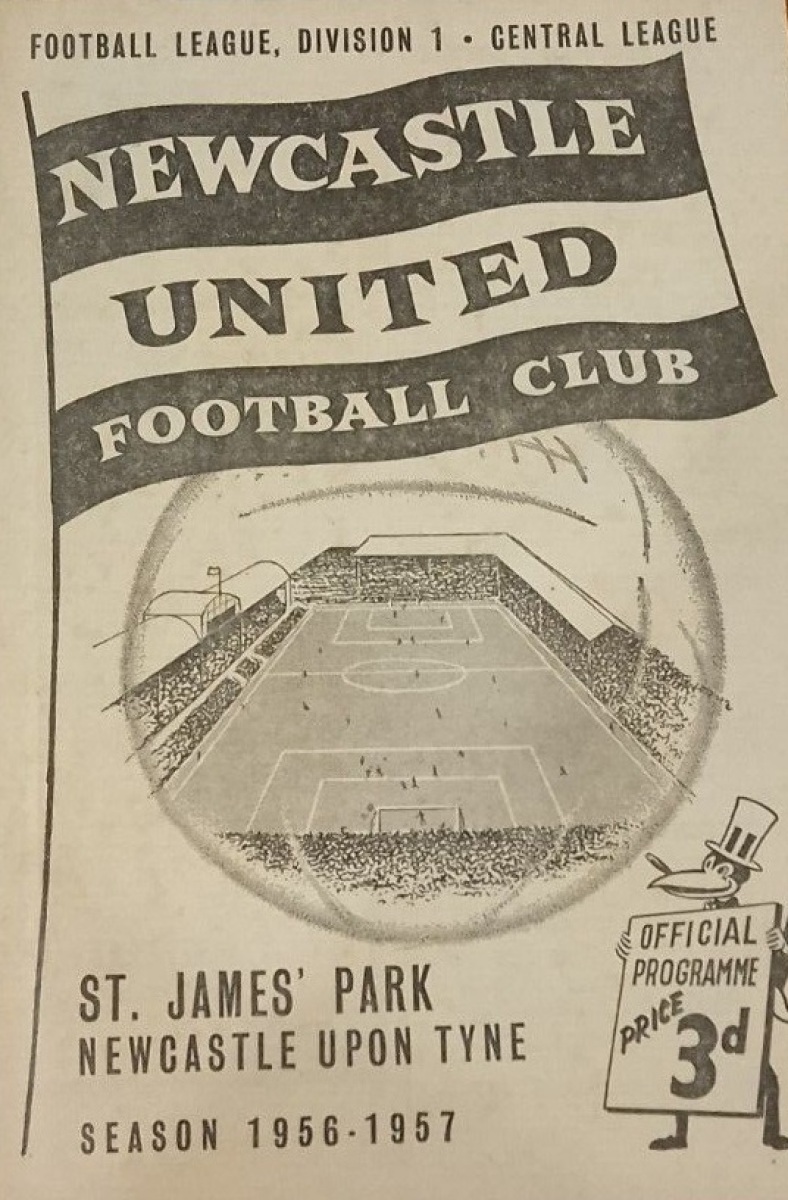 FOOTBALL LEAGUE, DIVISION 1 • CENTRAL LEAGUE
NEWCASTLE
UNITED
FOOTBALL CLUB
ST. JAMES' PARK
NEWCASTLE UPON TYNE
SEASON 1956-1957
OFFICIAL
PROGRAMME
PRICE
3d